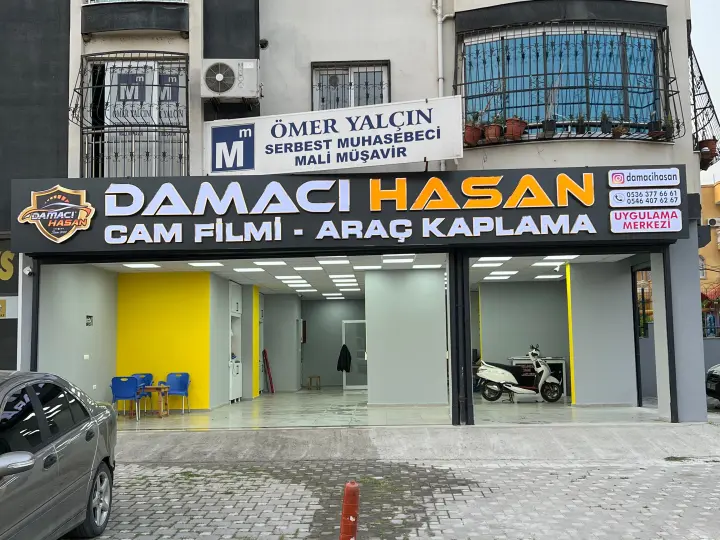 M M
Mm
ÖMER YALÇIN
SERBEST MUHASEBECİ
MALİ MÜŞAVİR
DAMACI HASAN
CAM FİLMİ - ARAÇ KAPLAMA
DAMACI
HASAN
damacihasan
0536 377 66 61
0546 407 62 67
UYGULAMA
MERKEZİ
S